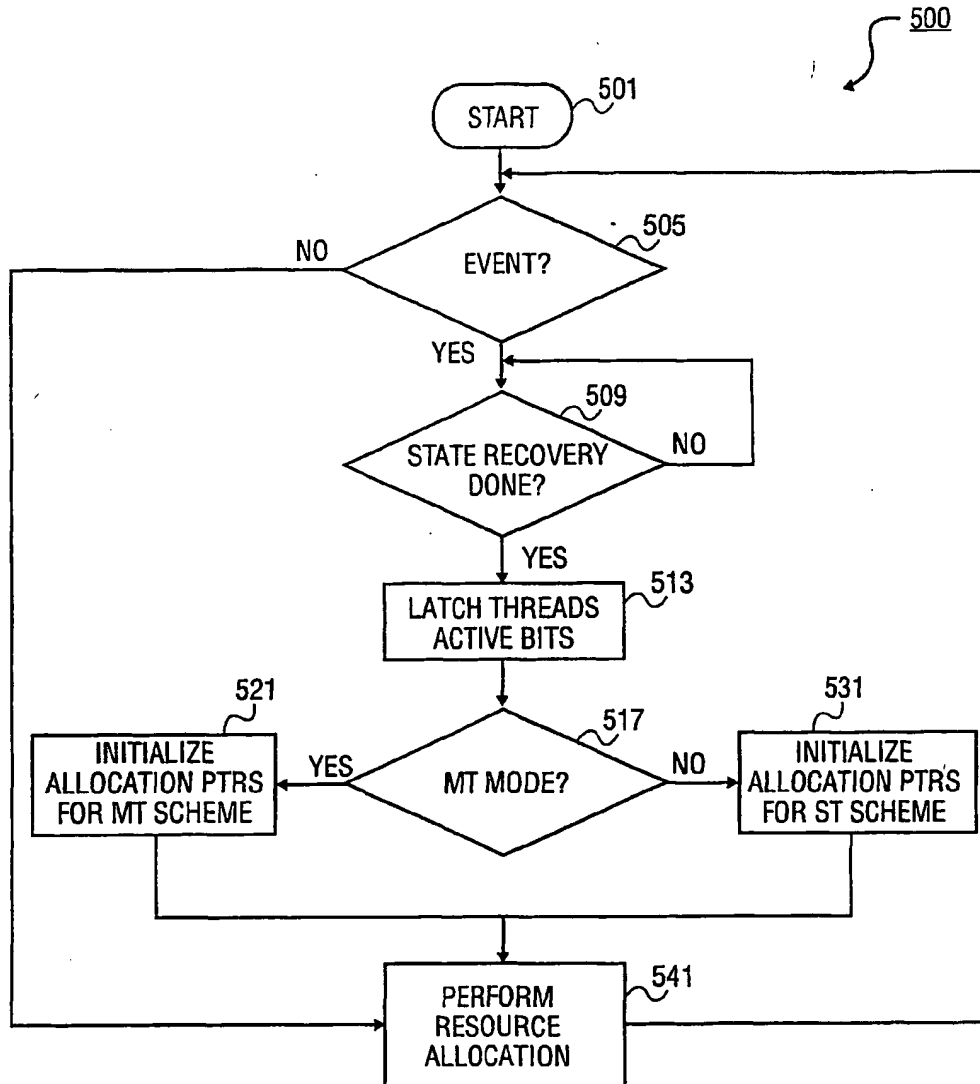 500
START
501
EVENT?
505
NO
YES
STATE RECOVERY
DONE?
509
NO
YES
LATCH THREADS
ACTIVE BITS
513
MT MODE?
517
YES
NO
521
INITIALIZE
ALLOCATION PTRS
FOR MT SCHEME
531
INITIALIZE
ALLOCATION PTRS
FOR ST SCHEME
PERFORM
RESOURCE
ALLOCATION
541